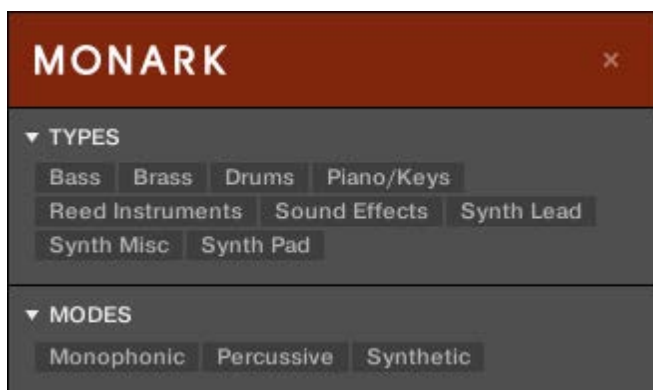 MONARK ×
▼ TYPES
Bass Brass Drums Piano/Keys
Reed Instruments Sound Effects Synth Lead
Synth Misc Synth Pad
▼ MODES
Monophonic Percussive Synthetic